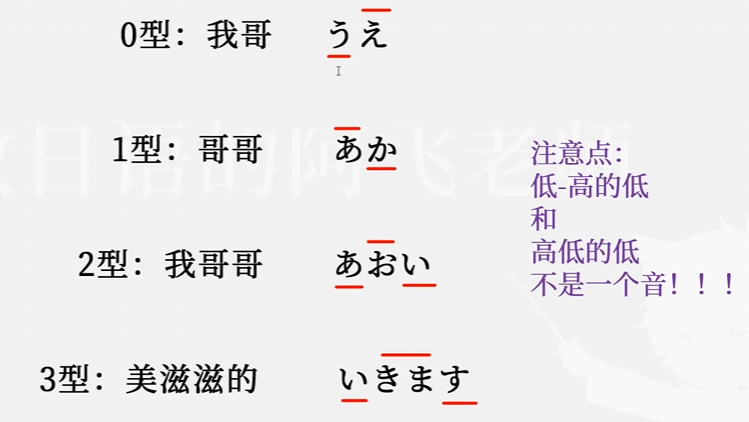 0型：我哥 うえ
1型：哥哥 あか
2型：我哥哥 あおい
3型：美滋滋的 いきます
注意点：
低-高的低
和
高低的低
不是一个音！！！
日语的阿飞老师